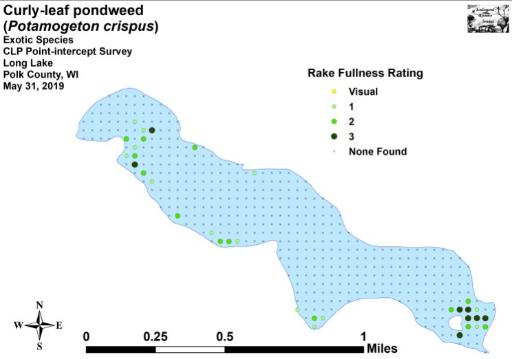 Curly-leaf pondweed
(Potamogeton crispus)
Exotic Species
CLP Point-intercept Survey
Long Lake
Polk County, WI
May 31, 2019
Rake Fullness Rating
Visual
1
2
3
None Found
N
W E
S
0 0.25 0.5 1
Miles